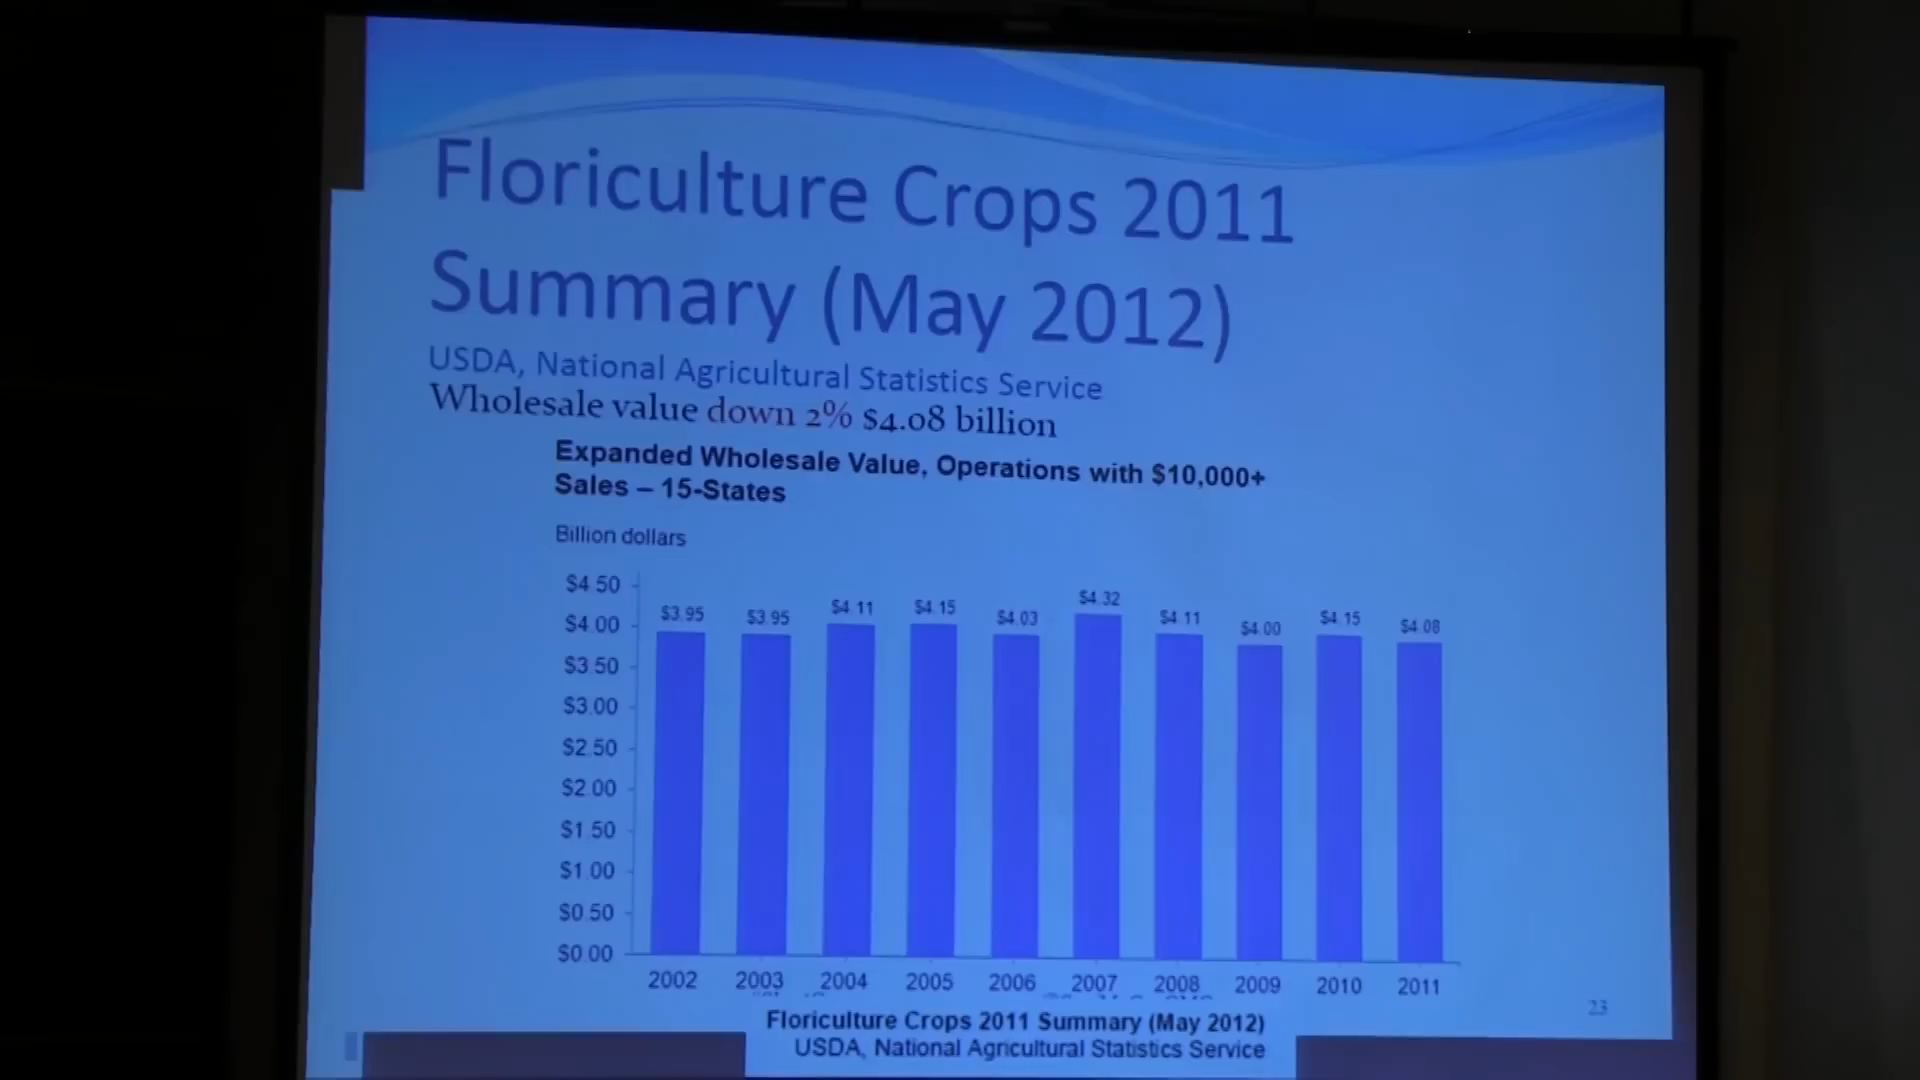 Floriculture Crops 2011
Summary (May 2012)
USDA, National Agricultural Statistics Service
Wholesale value down 2% $4.08 billion
Expanded Wholesale Value, Operations with $10,000+
Sales – 15-States
Billion dollars
$4.50
$4.00
$3.50
$3.00
$2.50
$2.00
$1.50
$1.00
$0.50
$0.00
$3.95
$3.95
$4.11
$4.15
$4.03
$4.32
$4.11
$4.00
$4.15
$4.08
2002 2003 2004 2005 2006 2007 2008 2009 2010 2011
23
Floriculture Crops 2011 Summary (May 2012)
USDA, National Agricultural Statistics Service